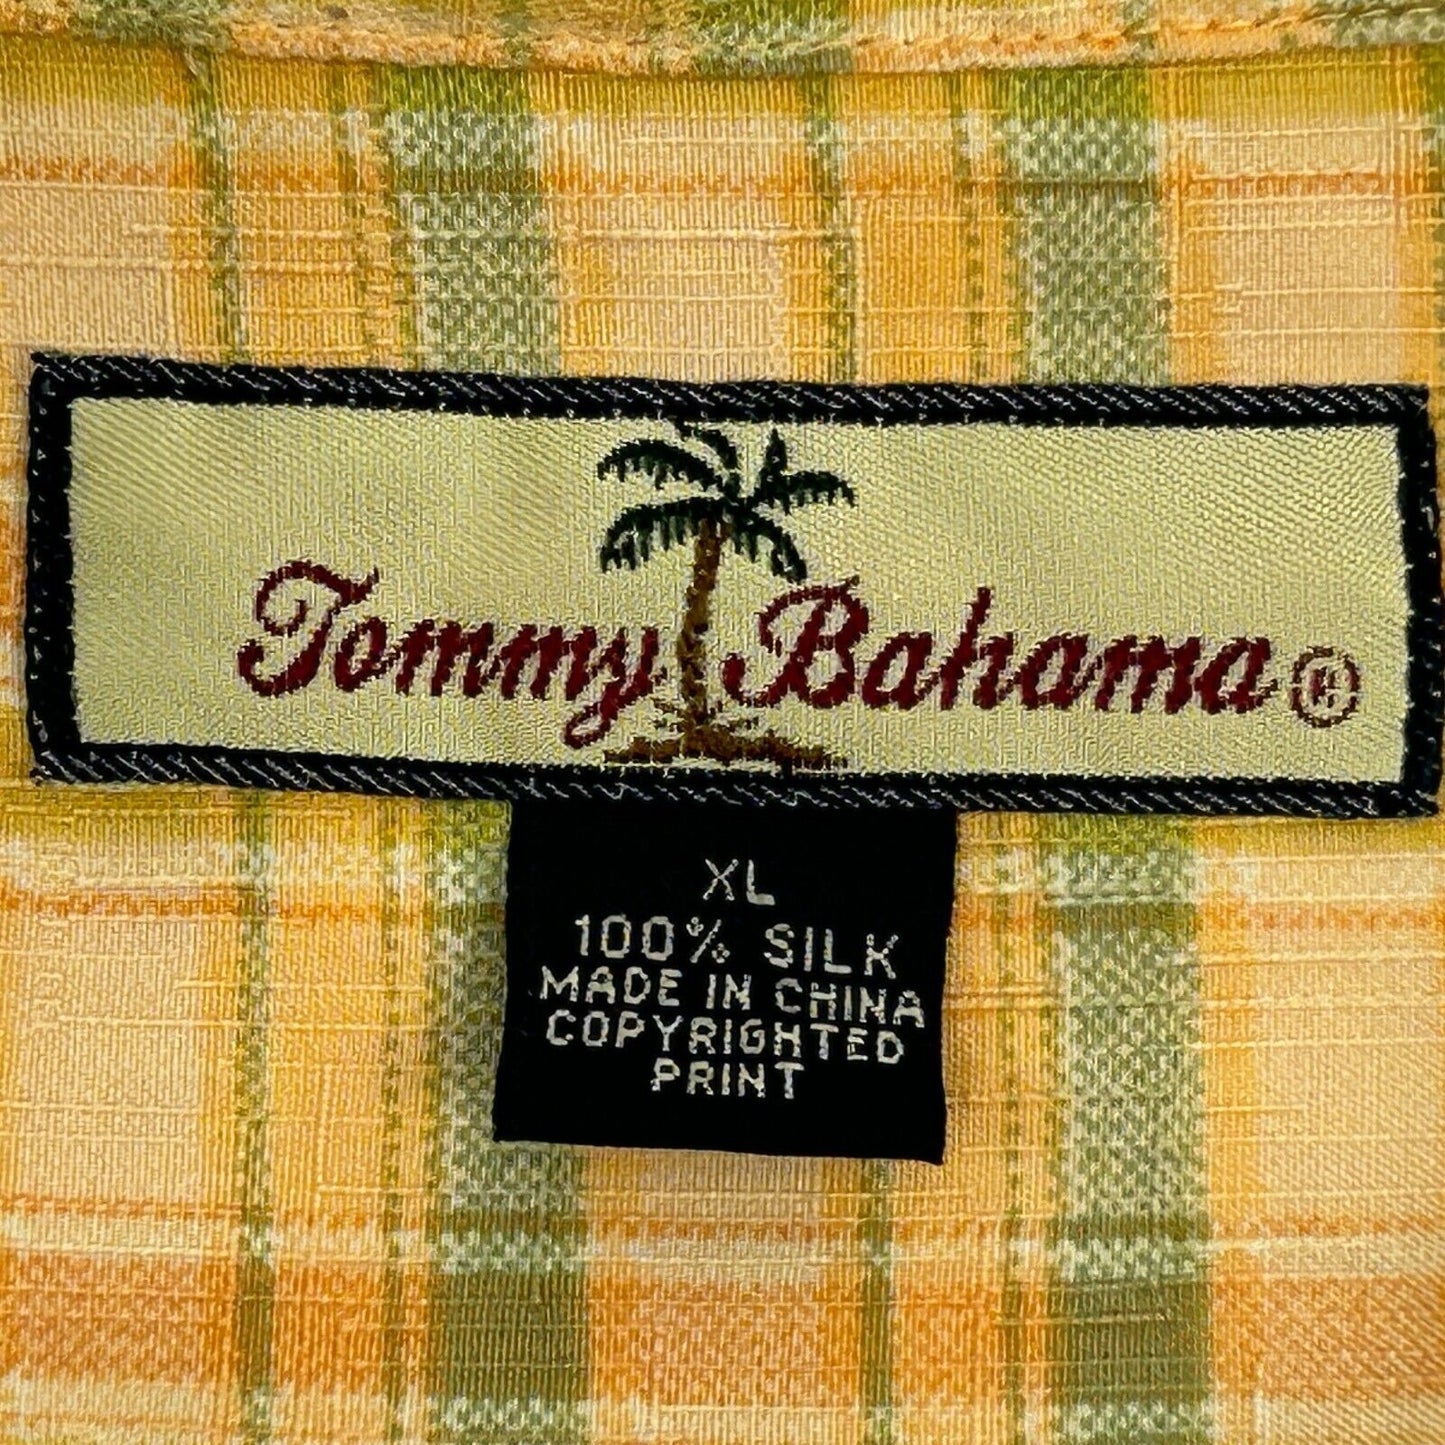 Tommy Bahama®
XL
100% SILK
MADE IN CHINA
COPYRIGHTED
PRINT